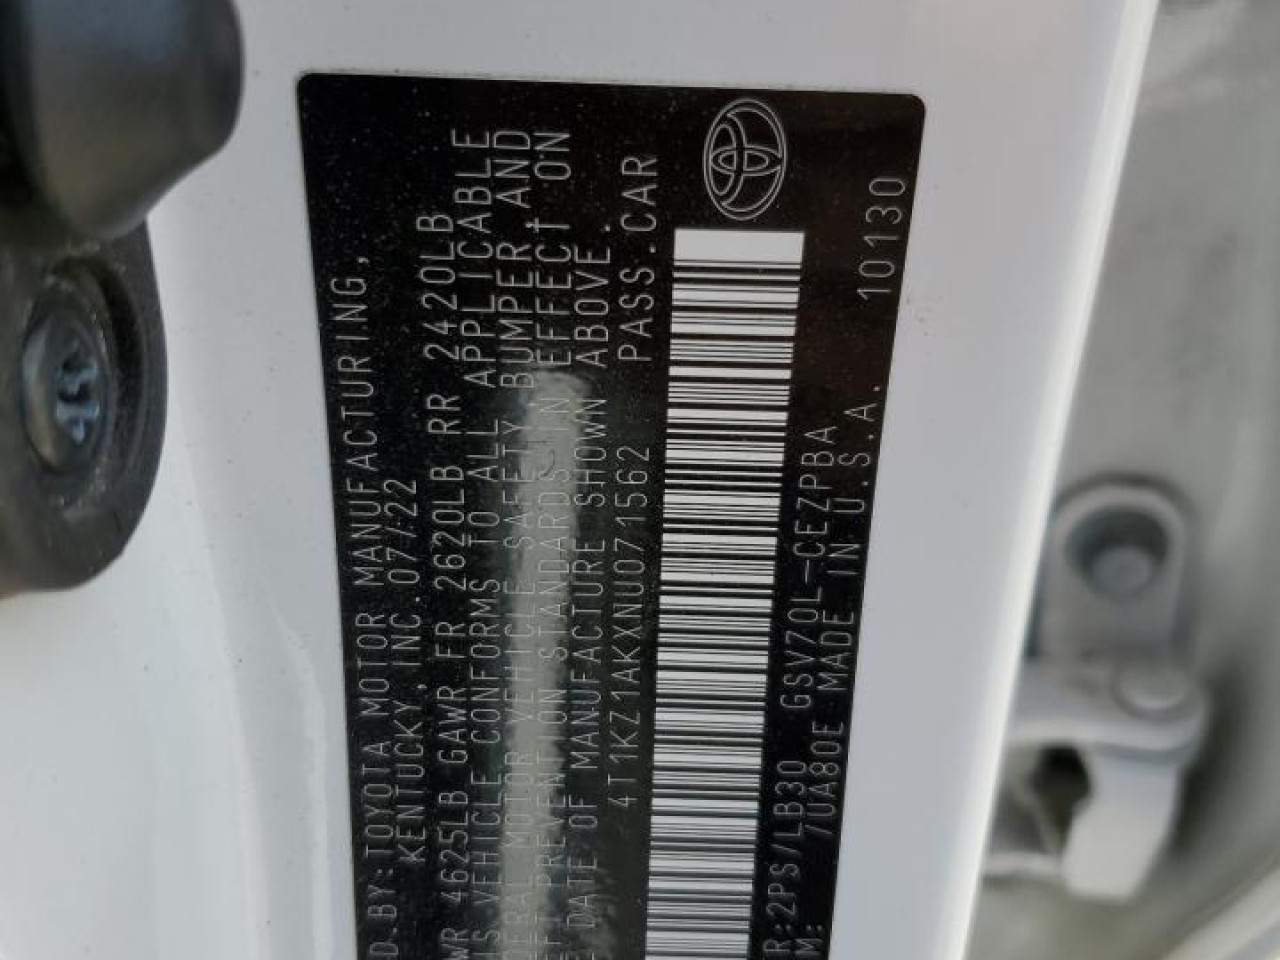 D.BY:TOYOTA MOTOR MANUFACTURING,
KENTUCKY, INC. 07/22
WR 4625LB GAWR FR 2620LB RR 2420LB
IS VEHICLE CONFORMS TO ALL APPLICABLE
DERAL MOTOR VEHICLE SAFETY BUMPER AND
EFT PREVENTION STANDARDS IN EFFECT ON
E DATE OF MANUFACTURE SHOWN ABOVE.
4T1KZ1AKXNU071562 PASS.CAR
R:2PS/LB30 GSV70L-CEZPBA
M: /UA80E MADE IN U.S.A. 10130